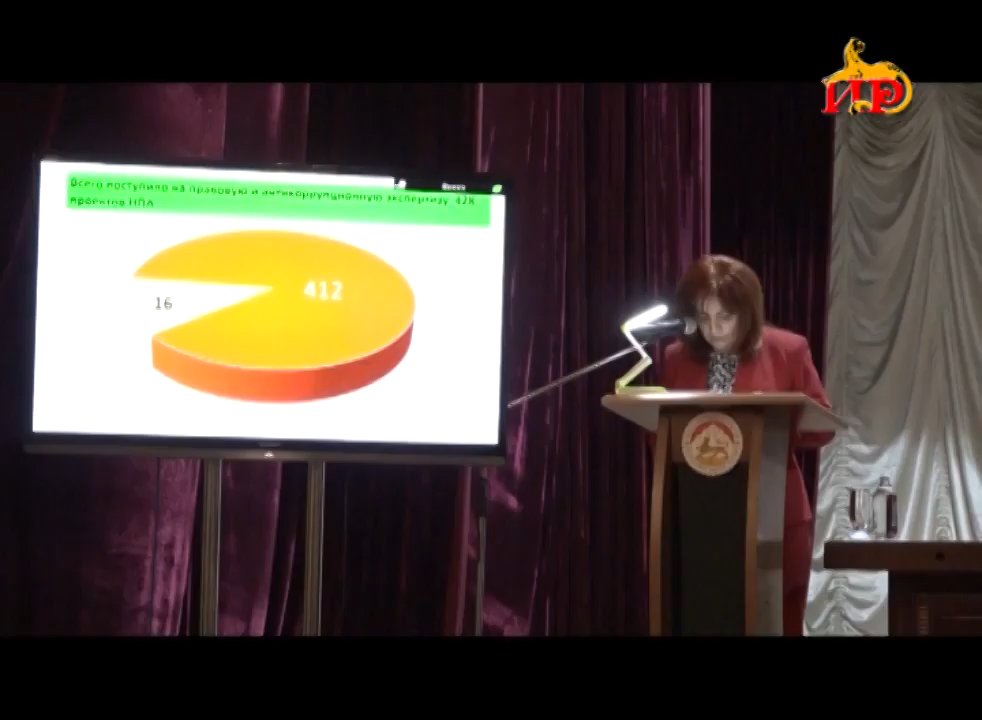 ИР
Всего поступило на правовую и антикоррупционную экспертизу 428
проектов НПА
412
16